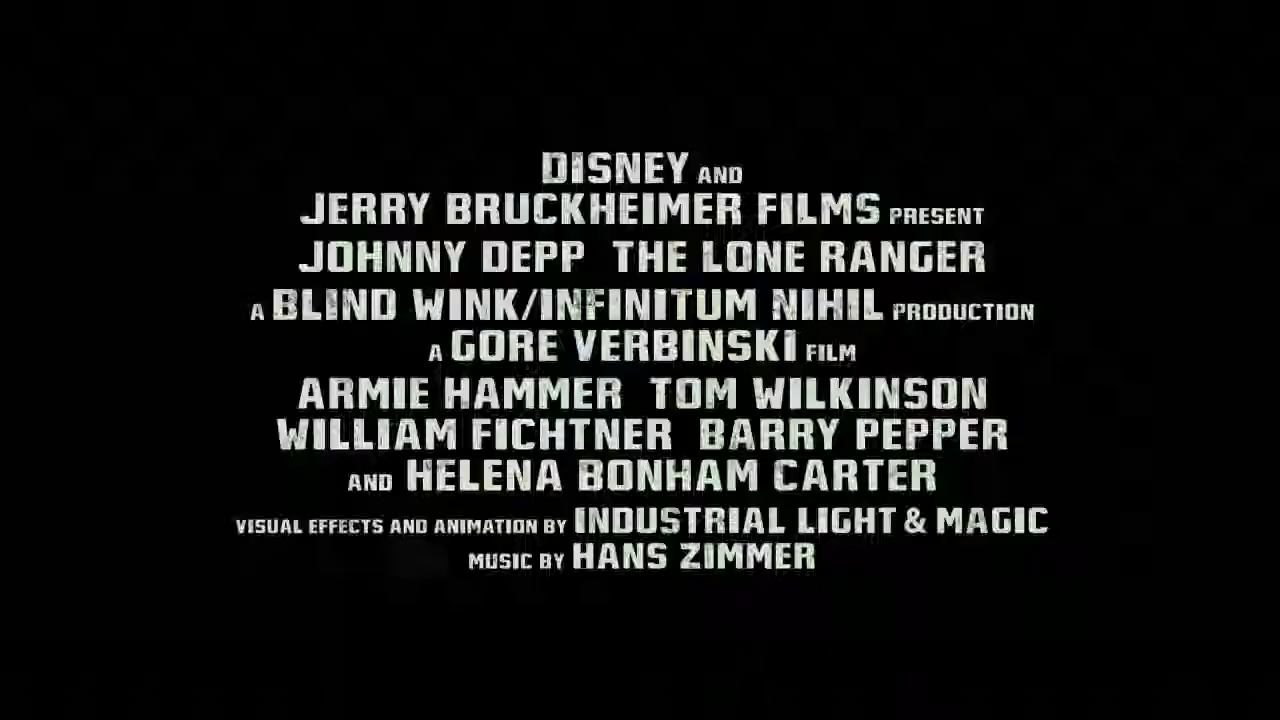 DISNEY AND
JERRY BRUCKHEIMER FILMS PRESENT
JOHNNY DEPP THE LONE RANGER
A BLIND WINK/INFINITUM NIHIL PRODUCTION
A GORE VERBINSKI FILM
ARMIE HAMMER TOM WILKINSON
WILLIAM FICHTNER BARRY PEPPER
AND HELENA BONHAM CARTER
VISUAL EFFECTS AND ANIMATION BY INDUSTRIAL LIGHT & MAGIC
MUSIC BY HANS ZIMMER